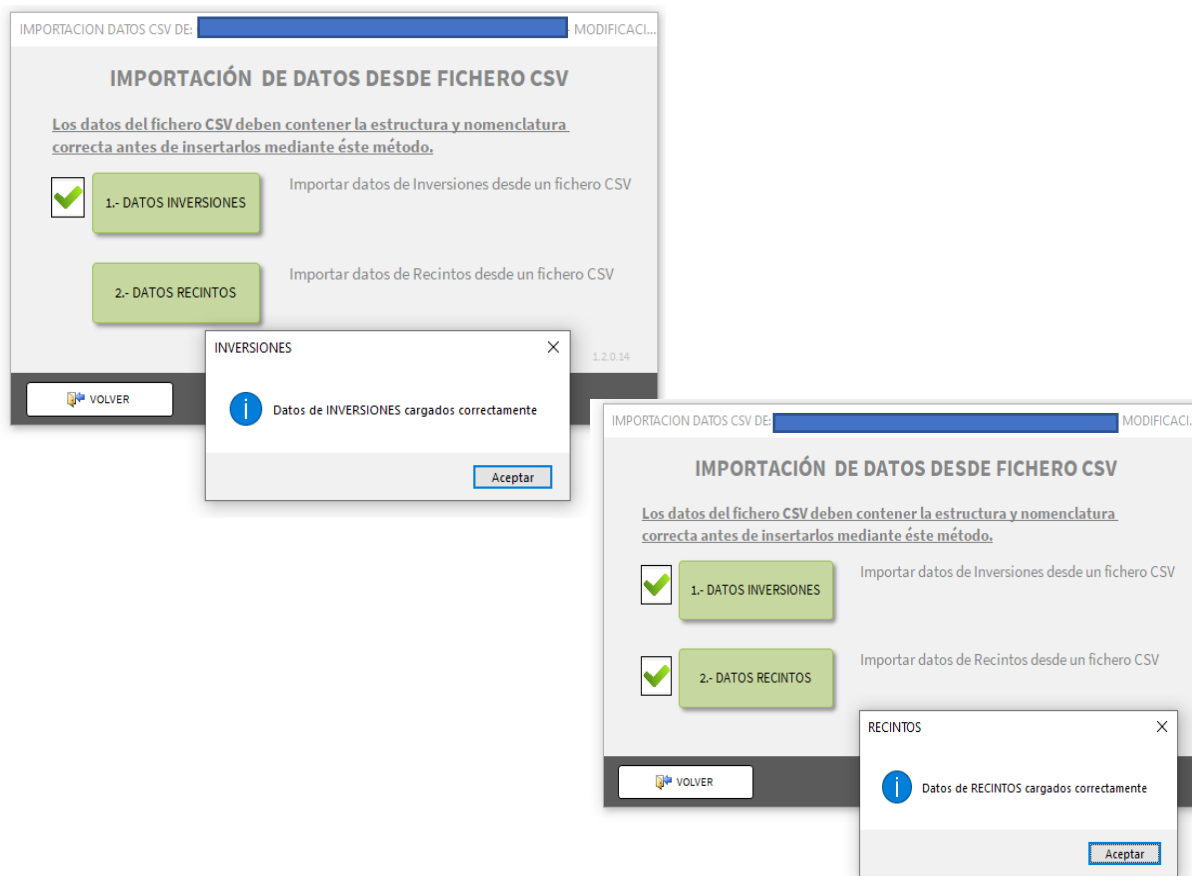 IMPORTACION DATOS CSV DE:
- MODIFICACI...
IMPORTACIÓN DE DATOS DESDE FICHERO CSV
Los datos del fichero CSV deben contener la estructura y nomenclatura
correcta antes de insertarlos mediante éste método.
1.- DATOS INVERSIONES
Importar datos de Inversiones desde un fichero CSV
2.- DATOS RECINTOS
Importar datos de Recintos desde un fichero CSV
1.2.0.14
VOLVER
INVERSIONES
Datos de INVERSIONES cargados correctamente
Aceptar
IMPORTACION DATOS CSV DE:
MODIFICACI...
IMPORTACIÓN DE DATOS DESDE FICHERO CSV
Los datos del fichero CSV deben contener la estructura y nomenclatura
correcta antes de insertarlos mediante éste método.
1.- DATOS INVERSIONES
Importar datos de Inversiones desde un fichero CSV
2.- DATOS RECINTOS
Importar datos de Recintos desde un fichero CSV
VOLVER
RECINTOS
Datos de RECINTOS cargados correctamente
Aceptar